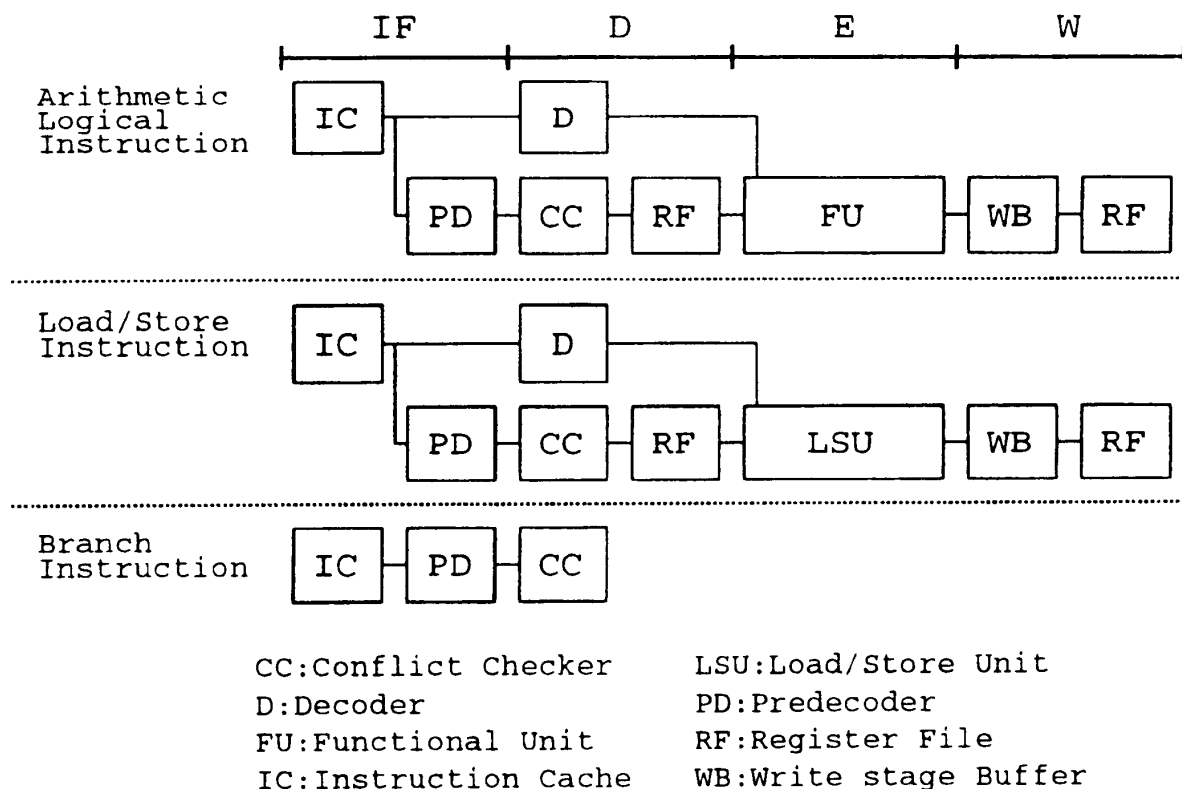 IF D E W
Arithmetic
Logical
Instruction
IC D
PD CC RF FU WB RF
Load/Store
Instruction
IC D
PD CC RF LSU WB RF
Branch
Instruction
IC PD CC
CC:Conflict Checker LSU:Load/Store Unit
D:Decoder PD:Predecoder
FU:Functional Unit RF:Register File
IC:Instruction Cache WB:Write stage Buffer